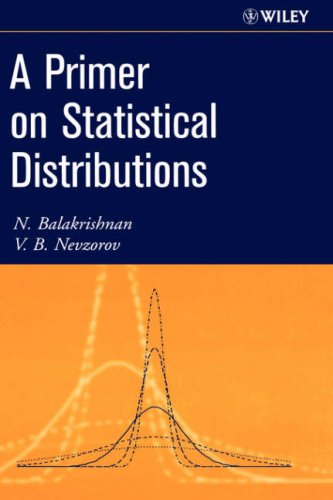 WILEY
A Primer
on Statistical
Distributions
N. Balakrishnan
V. B. Nevzorov